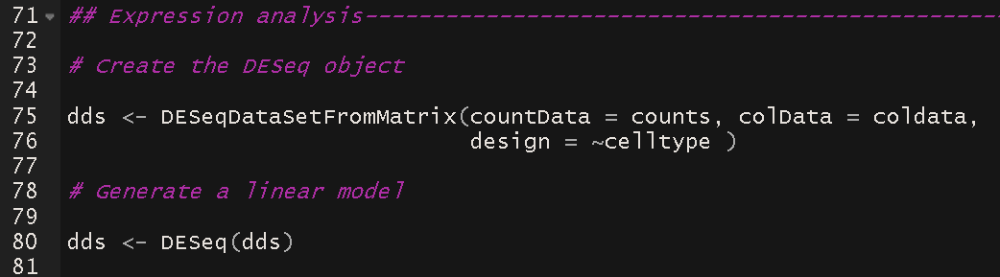 71 ## Expression analysis-----------------------------------------------
72
73 # Create the DESeq object
74
75 dds <- DESeqDataSetFromMatrix(countData = counts, colData = coldata,
76                               design = ~celltype )
77
78 # Generate a linear model
79
80 dds <- DESeq(dds)
81